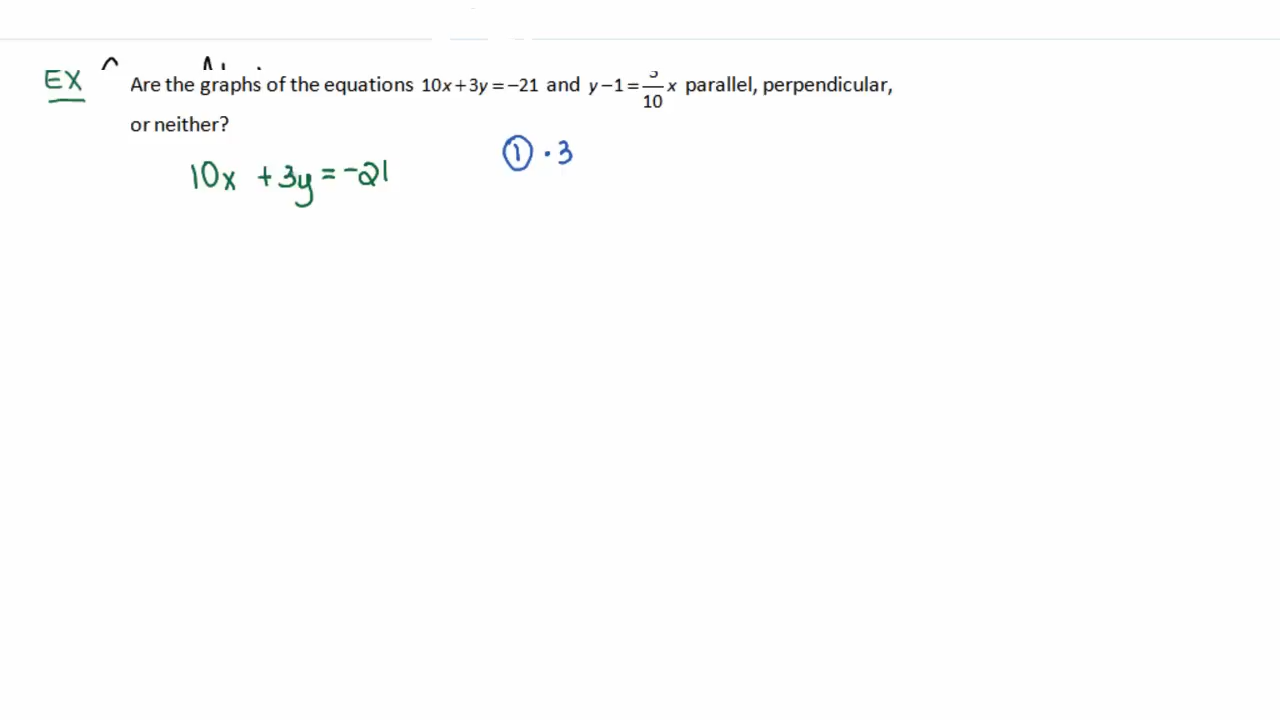 EX Are the graphs of the equations 10x+3y=−21 and y−1=/10 x parallel, perpendicular,
or neither?
① · 3
10x +3y = -21